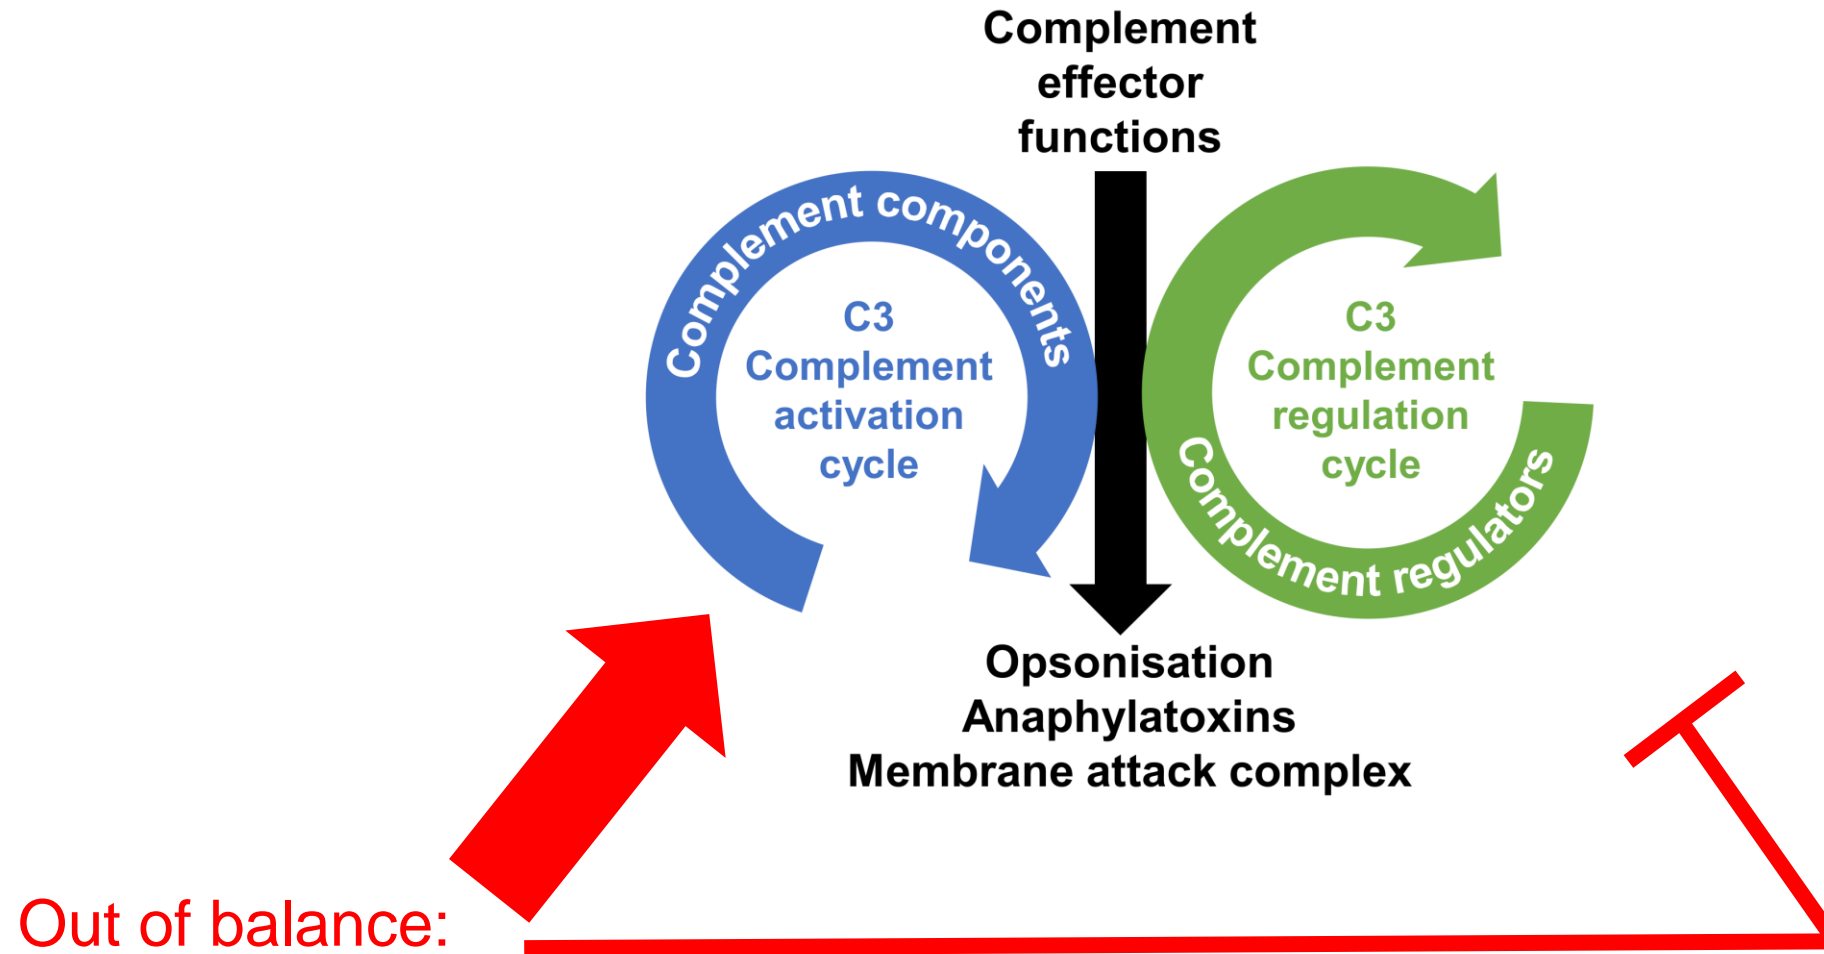 Complement
effector
functions
Complement components
C3
Complement
activation
cycle
C3
Complement
regulation
cycle
Complement regulators
Opsonisation
Anaphylatoxins
Membrane attack complex
Out of balance: